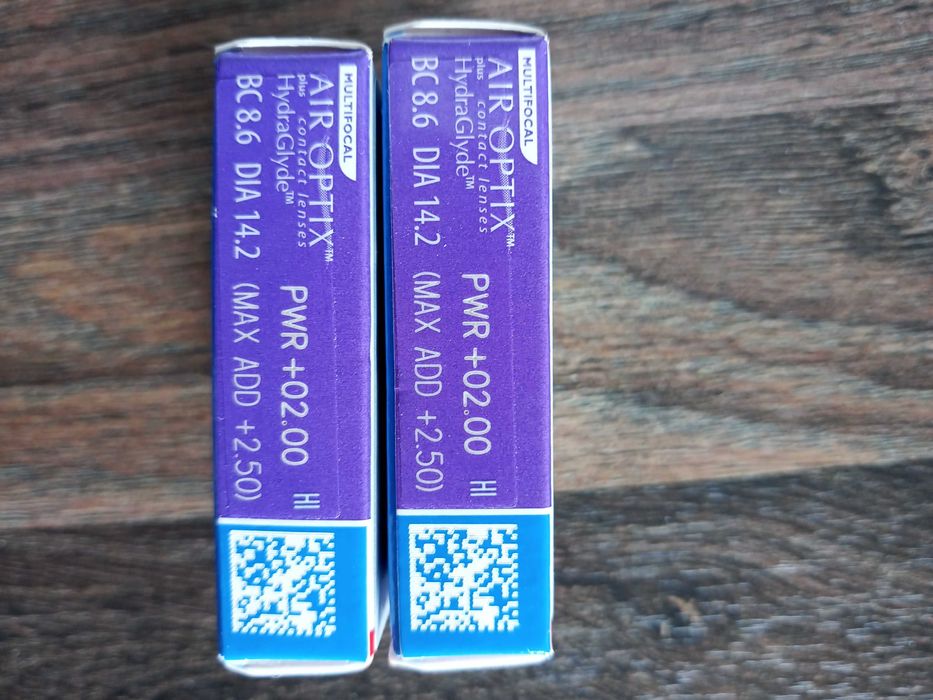 MULTIFOCAL
AIR OPTIX™
plus contact lenses
HydraGlyde™
PWR +02.00 HI
BC 8.6 DIA 14.2 (MAX ADD +2.50)
MULTIFOCAL
AIR OPTIX™
plus contact lenses
HydraGlyde™
PWR +02.00 HI
BC 8.6 DIA 14.2 (MAX ADD +2.50)